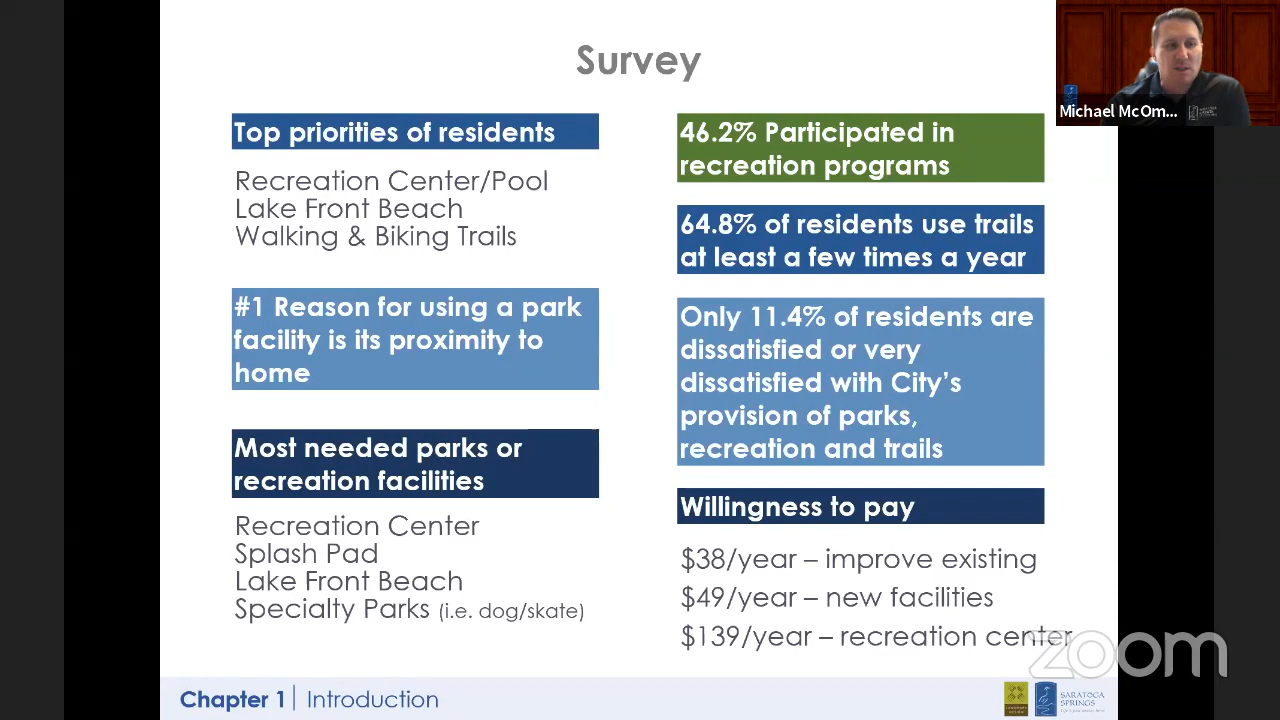 Survey
Top priorities of residents
Recreation Center/Pool
Lake Front Beach
Walking & Biking Trails
#1 Reason for using a park
facility is its proximity to
home
Most needed parks or
recreation facilities
Recreation Center
Splash Pad
Lake Front Beach
Specialty Parks (i.e. dog/skate)
46.2% Participated in
recreation programs
64.8% of residents use trails
at least a few times a year
Only 11.4% of residents are
dissatisfied or very
dissatisfied with City's
provision of parks,
recreation and trails
Willingness to pay
$38/year – improve existing
$49/year – new facilities
$139/year – recreation center
Michael McOm...
zoom
Chapter 1 | Introduction
SARATOGA
SPRINGS